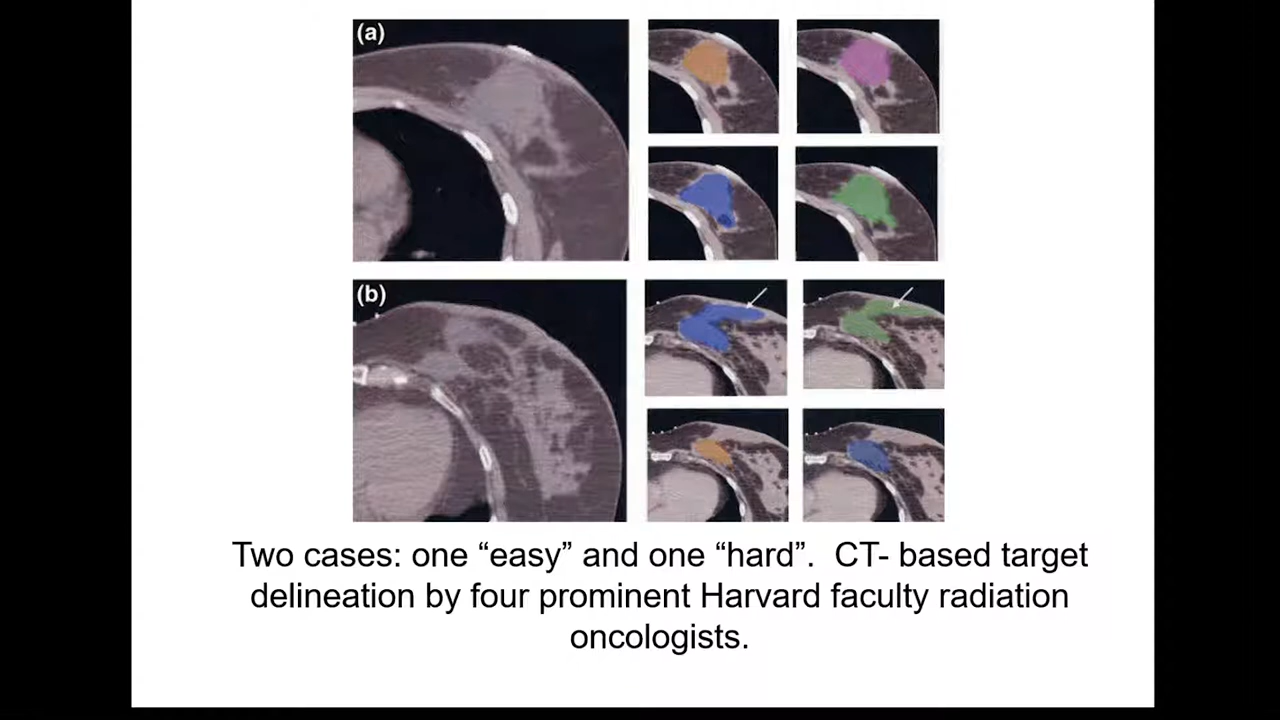 (a)
(b)
Two cases: one “easy” and one “hard”.  CT- based target
delineation by four prominent Harvard faculty radiation
oncologists.